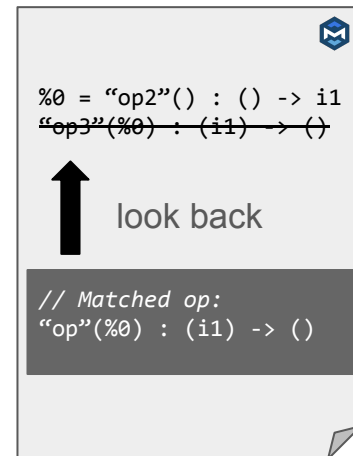 %0 = “op2”() : () -> i1
“op3”(%0) : (i1) -> ()
look back
// Matched op:
“op”(%0) : (i1) -> ()